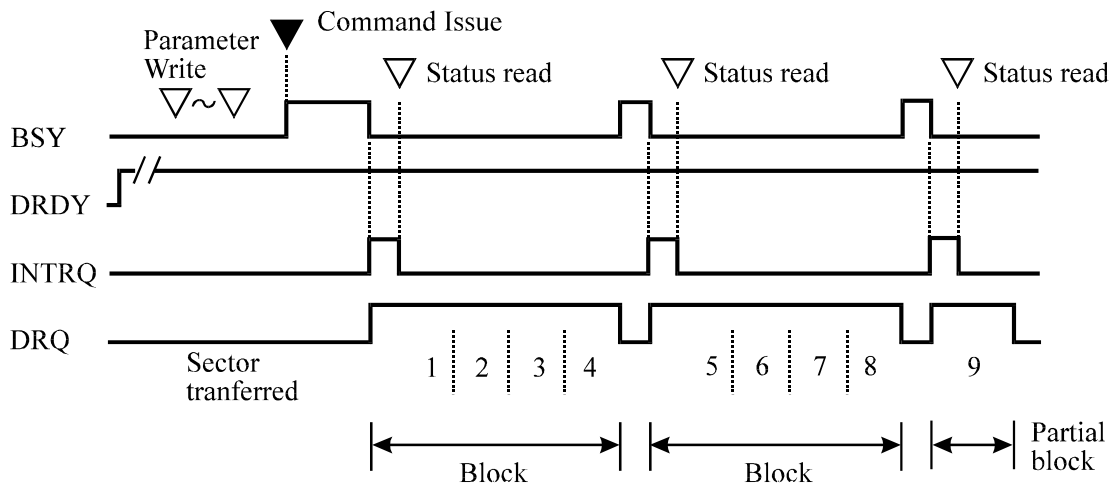 Command Issue
Parameter
Write
Status read
Status read
Status read
BSY
DRDY
INTRQ
DRQ
Sector
tranferred
1 2 3 4 5 6 7 8 9
Block
Block
Partial
block